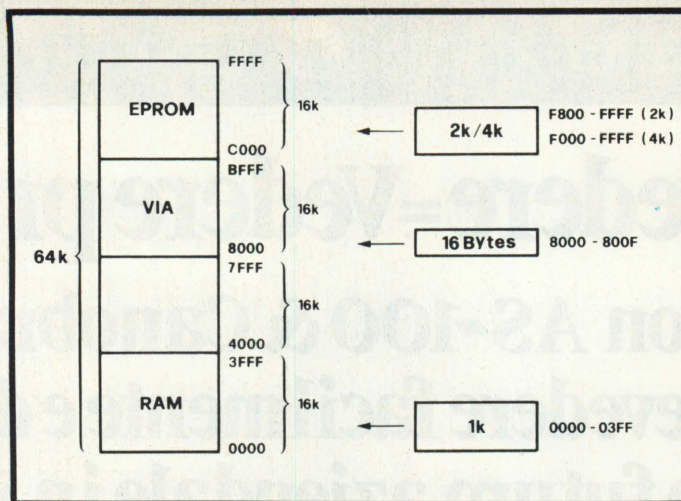 FFFF
EPROM
16k
C000
BFFF
VIA
16k
8000
64k
7FFF
16k
4000
3FFF
RAM
16k
0000
2k/4k
F800-FFFF (2k)
F000-FFFF (4k)
16 Bytes
8000-800F
1k
0000-03FF